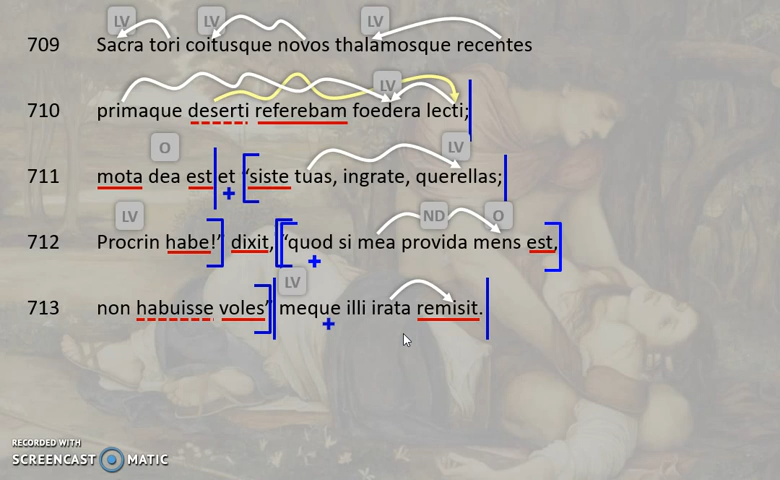 LV LV LV
709 Sacra tori coitusque novos thalamosque recentes
LV
710 primaque deserti referebam foedera lecti;
O LV
711 mota dea est et “siste tuas, ingrate, querellas;
LV ND O
712 Procrin habe!” dixit, “quod si mea provida mens est,
LV
713 non habuisse voles” meque illi irata remisit.
RECORDED WITH
SCREENCAST MATIC